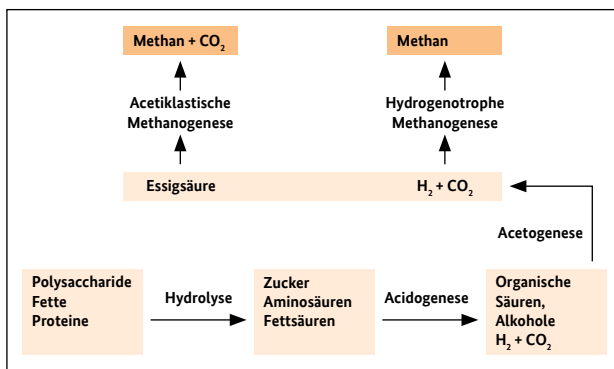 Methan + CO₂
Methan
Acetiklastische
Methanogenese
Hydrogenotrophe
Methanogenese
Essigsäure
H₂ + CO₂
Acetogenese
Polysaccharide
Fette
Proteine
Hydrolyse
Zucker
Aminosäuren
Fettsäuren
Acidogenese
Organische
Säuren,
Alkohole
H₂ + CO₂